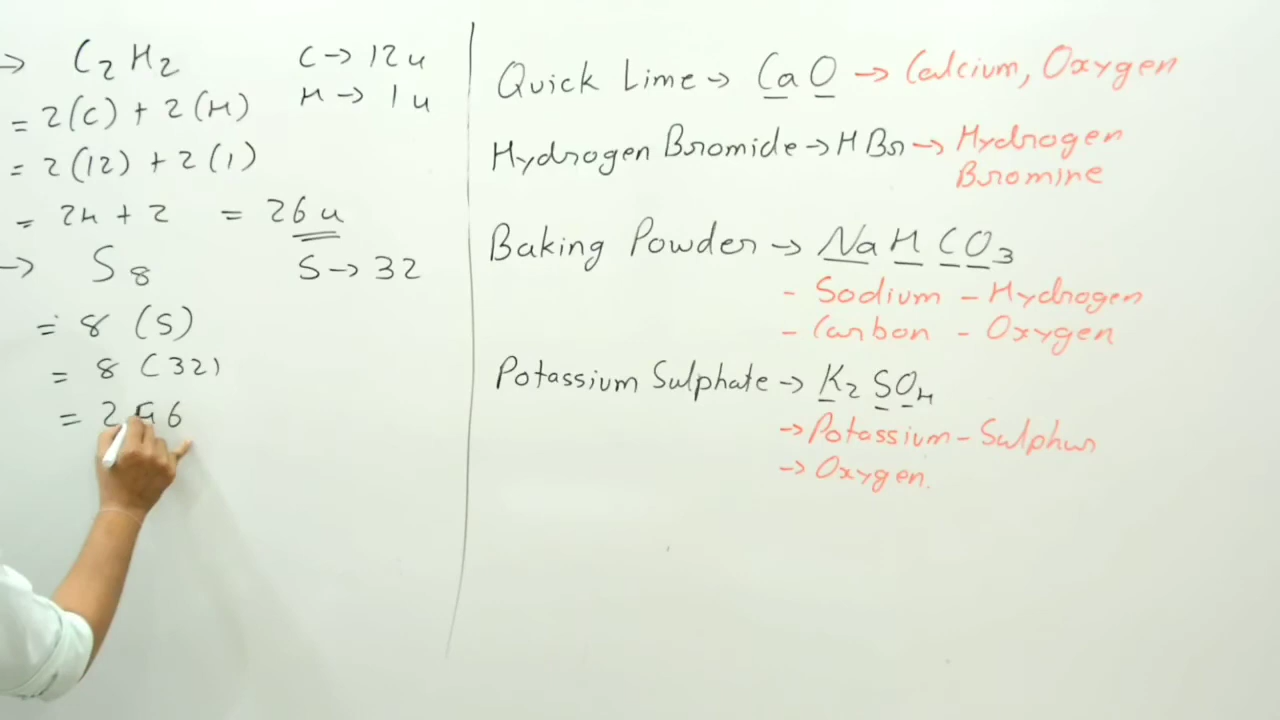 → C₂H₂ C → 12u
= 2(C) + 2(H) H → 1u
= 2(12) + 2(1)
= 24 + 2 = 26u
→ S₈ S → 32
= 8 (S)
= 8 (32)
= 256
Quick Lime → CaO → Calcium, Oxygen
Hydrogen Bromide → HBr → Hydrogen
Bromine
Baking Powder → NaHCO₃
- Sodium - Hydrogen
- Carbon - Oxygen
Potassium Sulphate → K₂SO₄
→ Potassium - Sulphur
→ Oxygen.